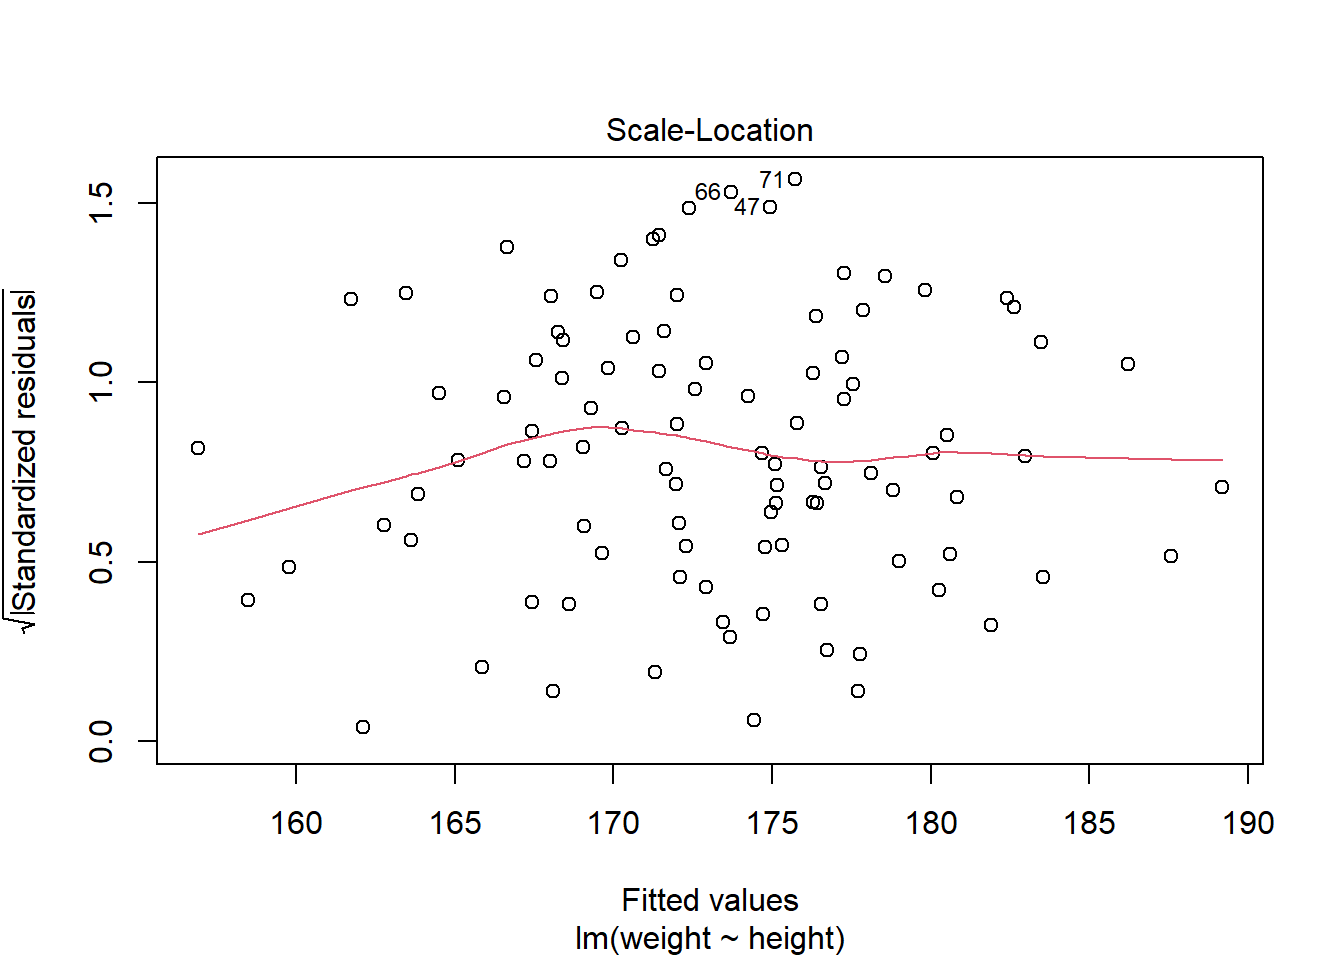 Scale-Location
√|Standardized residuals|
1.5
1.0
0.5
0.0
66
71
47
160 165 170 175 180 185 190
Fitted values
lm(weight ~ height)